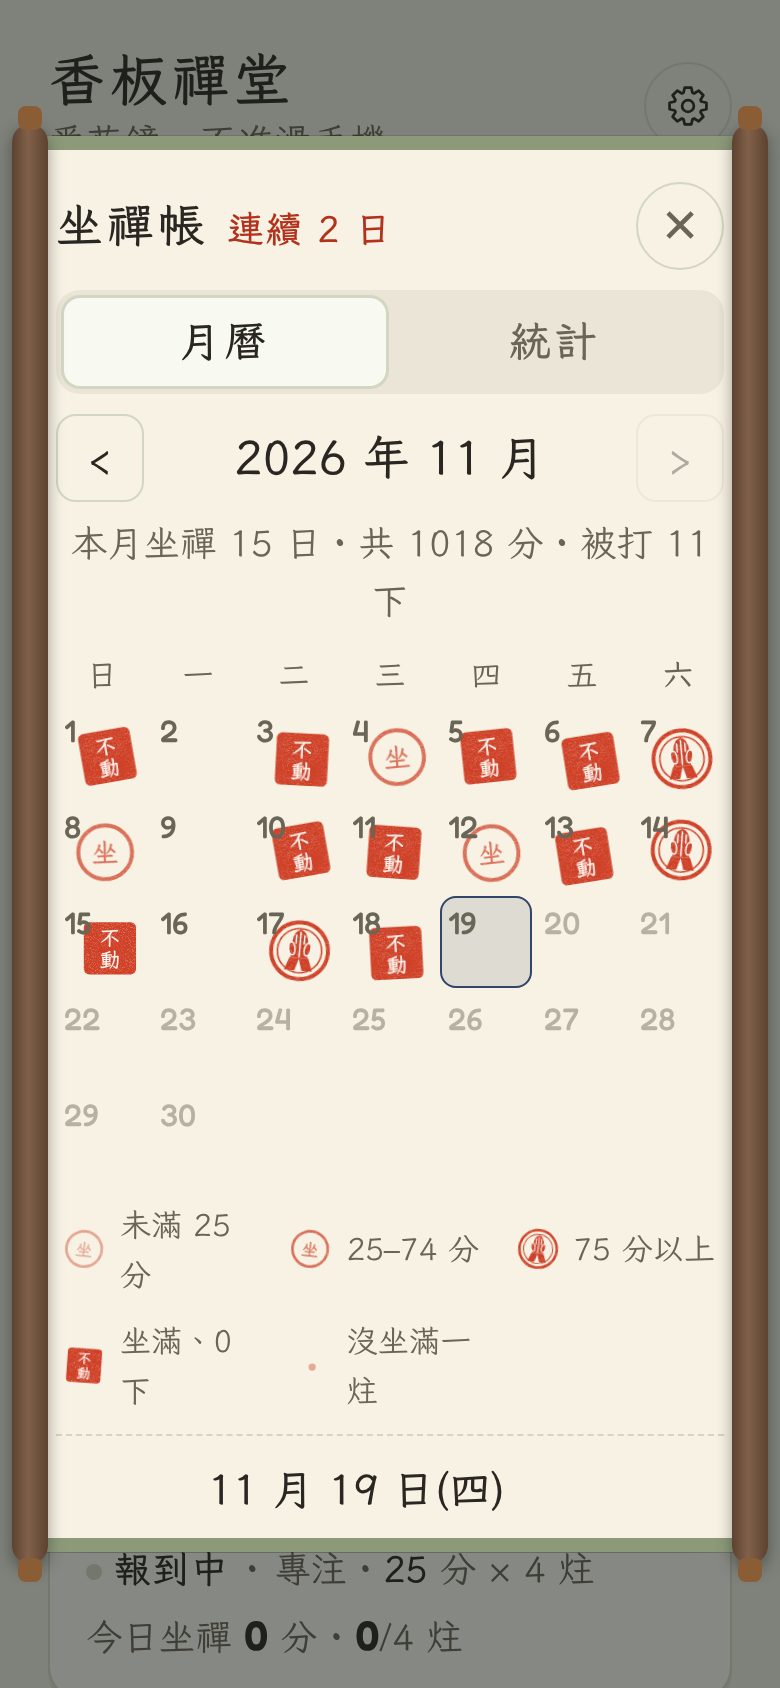 香板禪堂
坐禪帳 連續 2 日
✕
月曆 統計
< 2026 年 11 月 >
本月坐禪 15 日・共 1018 分・被打 11
下
日 一 二 三 四 五 六
1 不動 2 3 不動 4 坐 5 不動 6 不動 7
8 坐 9 10 不動 11 不動 12 坐 13 不動 14
15 不動 16 17 18 不動 19 20 21
22 23 24 25 26 27 28
29 30
坐 未滿 25 分
坐 25–74 分
75 分以上
不動 坐滿、0 下
沒坐滿一炷
11 月 19 日(四)
報到中 ・ 專注・25 分 × 4 炷
今日坐禪 0 分・0/4 炷